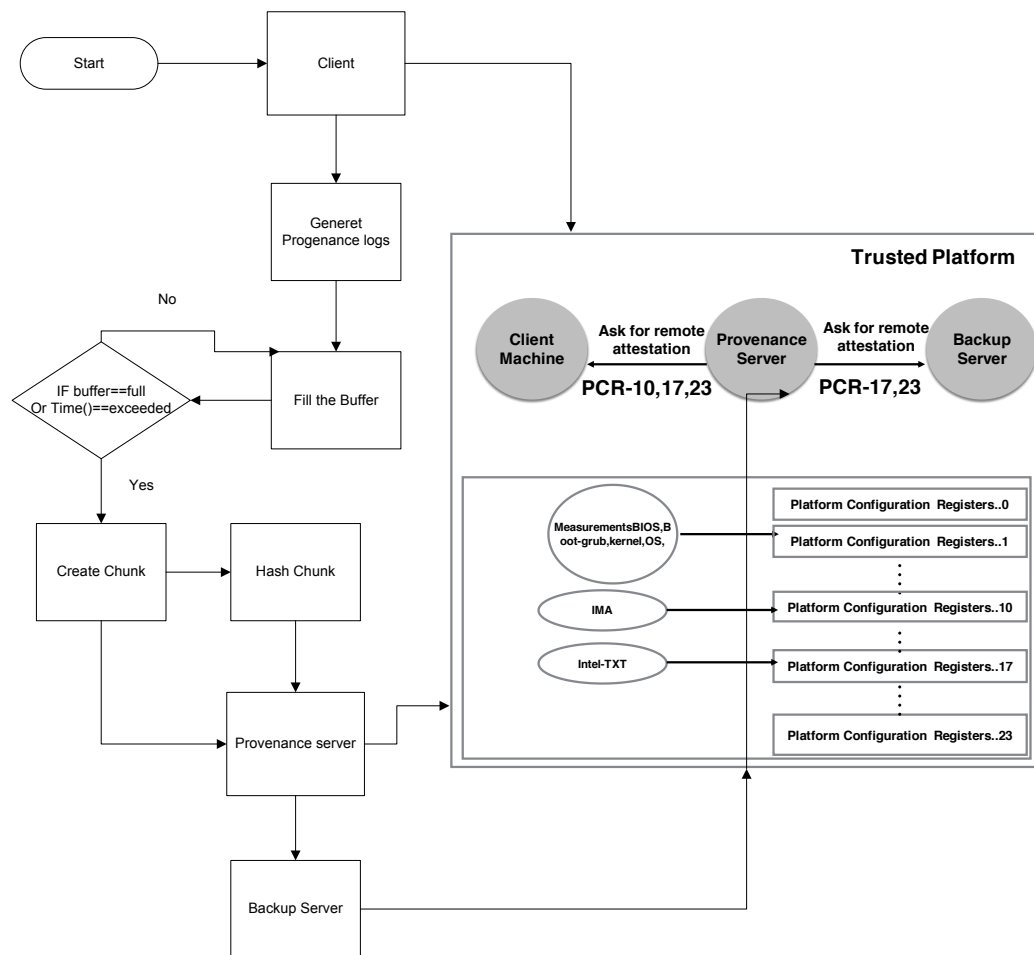 Start
Client
Generet
Progenance logs
No
IF buffer==full
Or Time()==exceeded
Fill the Buffer
Yes
Create Chunk
Hash Chunk
Provenance server
Backup Server
Trusted Platform
Client
Machine
Ask for remote
attestation
PCR-10,17,23
Provenance
Server
Ask for remote
attestation
PCR-17,23
Backup
Server
MeasurementsBIOS,B
oot-grub,kernel,OS,
IMA
Intel-TXT
Platform Configuration Registers..0
Platform Configuration Registers..1
Platform Configuration Registers..10
Platform Configuration Registers..17
Platform Configuration Registers..23